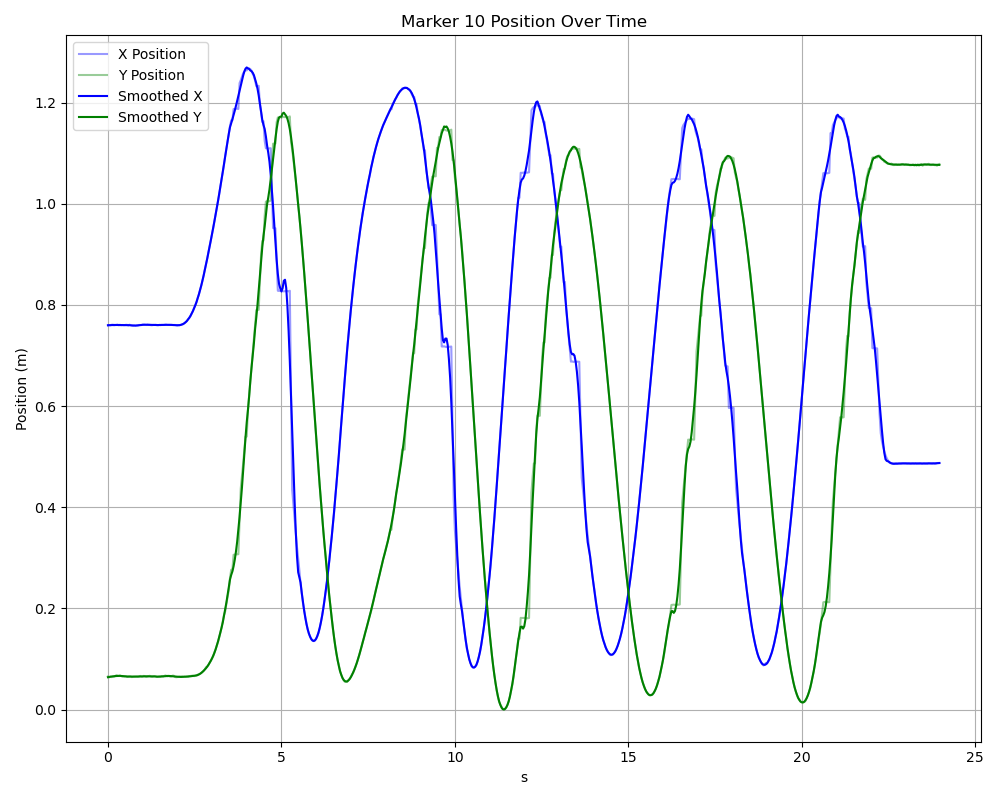 Marker 10 Position Over Time
X Position
Y Position
Smoothed X
Smoothed Y
Position (m)
1.2
1.0
0.8
0.6
0.4
0.2
0.0
0 5 10 15 20 25
s